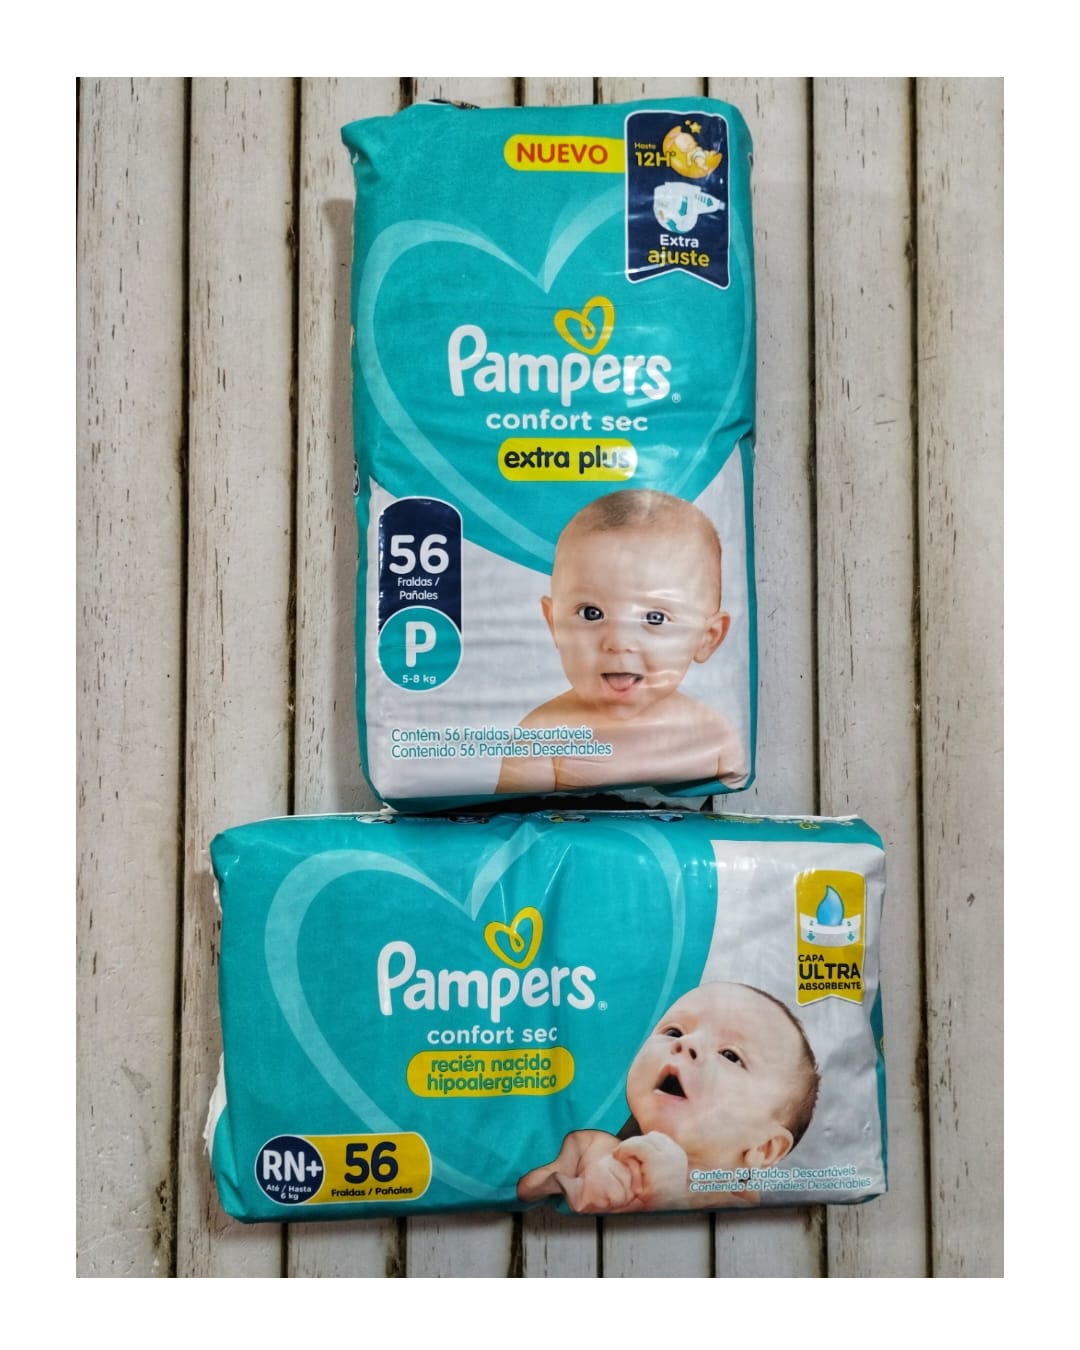 NUEVO
Hasta
12H
Extra
ajuste
Pampers
confort sec
extra plus
56
Fraldas /
Pañales
P
5-8 kg
Contém 56 Fraldas Descartáveis
Contenido 56 Pañales Desechables
Pampers
confort sec
recién nacido
hipoalergénico
CAPA
ULTRA
ABSORBENTE
RN+
Até / Hasta
6 kg
56
Fraldas / Pañales
Contém 56 Fraldas Descartáveis
Contenido 56 Pañales Desechables